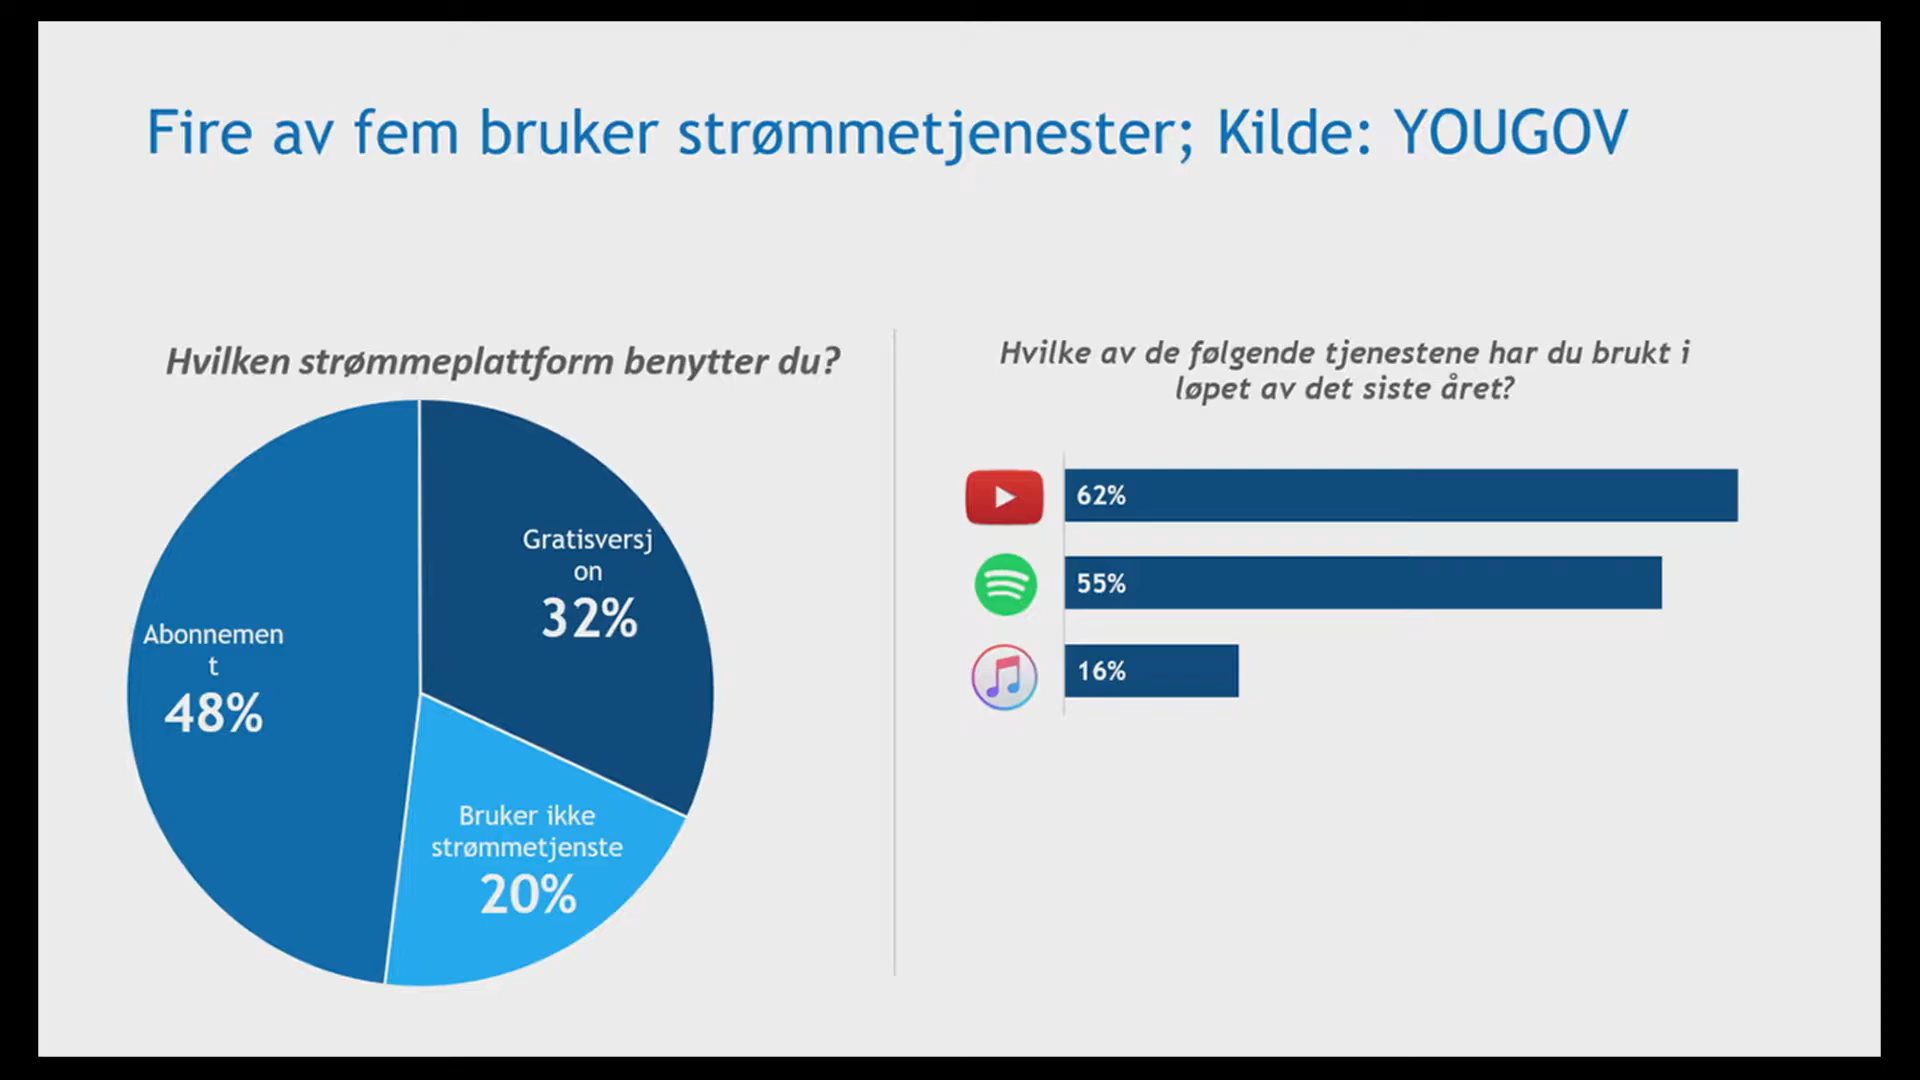 Fire av fem bruker strømmetjenester; Kilde: YOUGOV
Hvilken strømmeplattform benytter du?
Gratisversj
on
32%
Abonnemen
t
48%
Bruker ikke
strømmetjenste
20%
Hvilke av de følgende tjenestene har du brukt i
løpet av det siste året?
62%
55%
16%